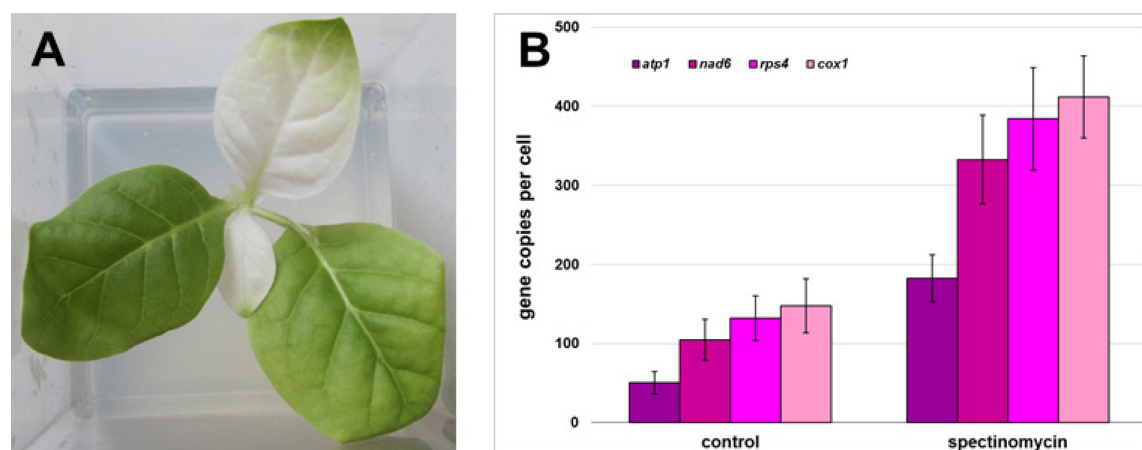 A
B
atp1 nad6 rps4 cox1
gene copies per cell
500
400
300
200
100
0
control spectinomycin